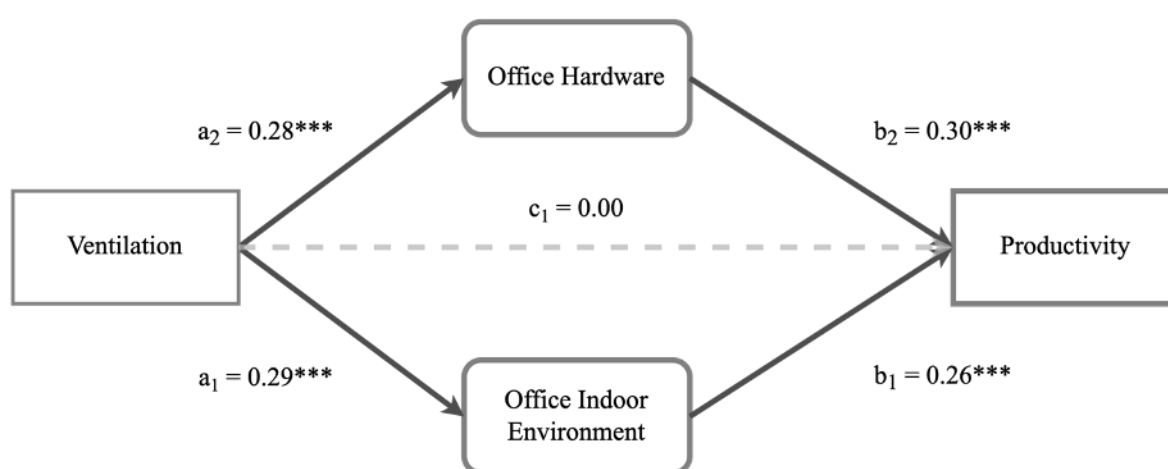 Office Hardware
a₂ = 0.28***
b₂ = 0.30***
c₁ = 0.00
Ventilation
Productivity
a₁ = 0.29***
b₁ = 0.26***
Office Indoor
Environment